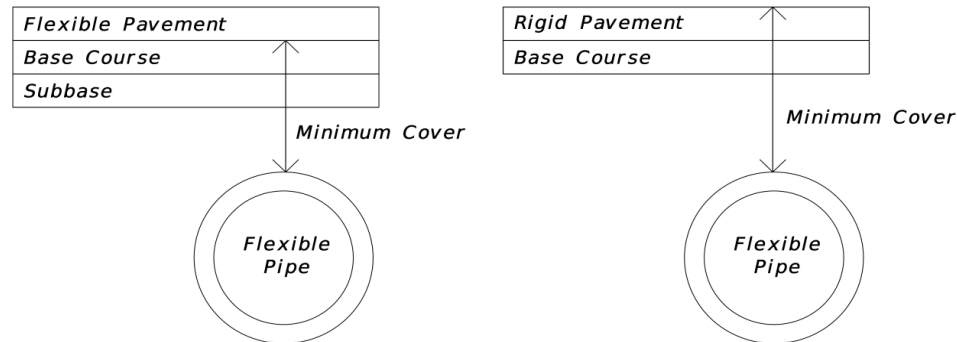 Flexible Pavement
Base Course
Subbase
Minimum Cover
Flexible
Pipe
Rigid Pavement
Base Course
Minimum Cover
Flexible
Pipe